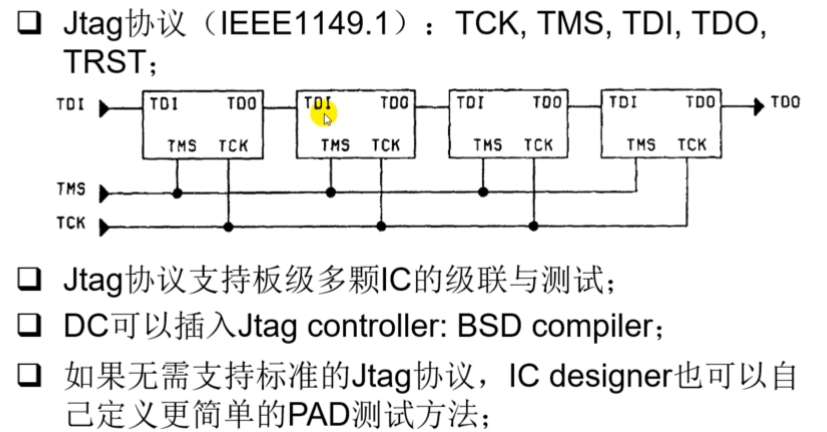 ❑ Jtag协议（IEEE1149.1）：TCK, TMS, TDI, TDO,
TRST；
TDI TDI TDO TDI TDO TDI TDO TDI TDO TDO
TMS TCK TMS TCK TMS TCK TMS TCK
TMS
TCK
❑ Jtag协议支持板级多颗IC的级联与测试；
❑ DC可以插入Jtag controller: BSD compiler；
❑ 如果无需支持标准的Jtag协议，IC designer也可以自
己定义更简单的PAD测试方法；